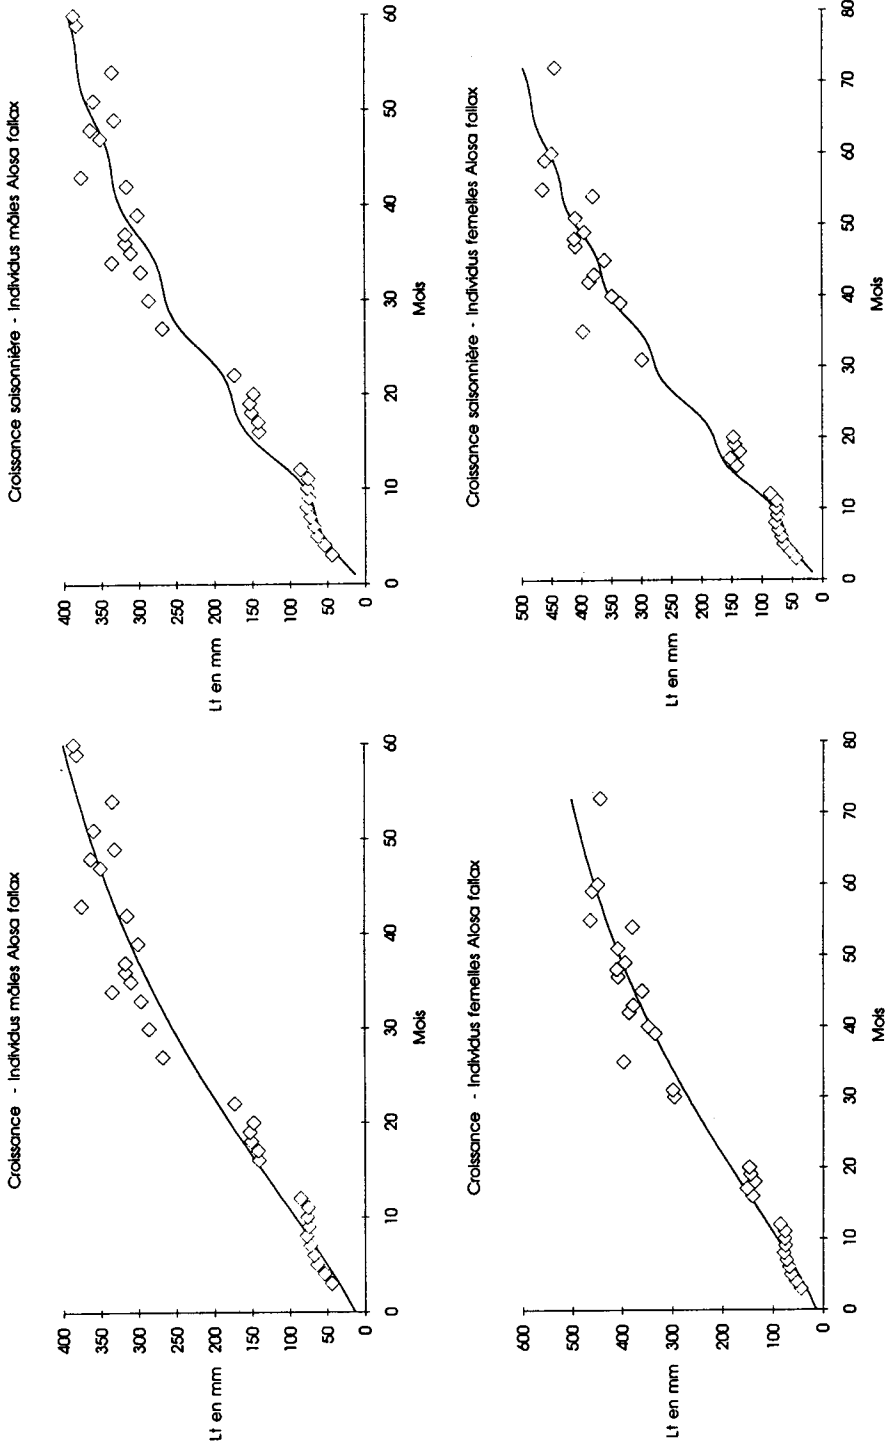 Croissance - Individus mâles Alosa fallax
400
350
300
250
200
150
100
50
0
Lt en mm
0 10 20 30 40 50 60
Mois
Croissance saisonnière - Individus mâles Alosa fallax
400
350
300
250
200
150
100
50
0
Lt en mm
0 10 20 30 40 50 60
Mois
Croissance - Individus femelles Alosa fallax
600
500
400
300
200
100
0
Lt en mm
0 10 20 30 40 50 60 70 80
Mois
Croissance saisonnière - Individus femelles Alosa fallax
500
450
400
350
300
250
200
150
100
50
0
Lt en mm
0 10 20 30 40 50 60 70 80
Mois